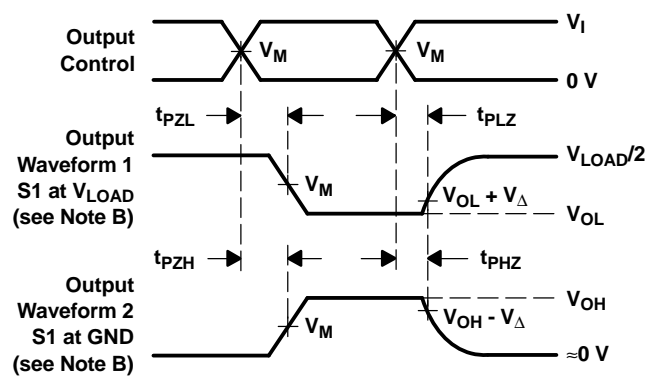 Output
Control
V_M
V_M
V_I
0 V
t_PZL
t_PLZ
Output
Waveform 1
S1 at V_LOAD
(see Note B)
V_M
V_LOAD/2
V_OL + V_Δ
V_OL
t_PZH
t_PHZ
Output
Waveform 2
S1 at GND
(see Note B)
V_M
V_OH
V_OH - V_Δ
≈0 V